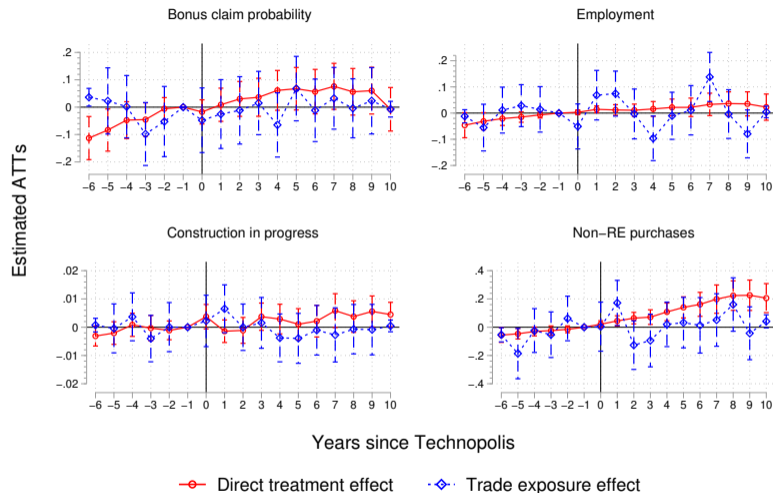 Bonus claim probability
Employment
.2
.1
0
−.1
−.2
−6 −5 −4 −3 −2 −1 0 1 2 3 4 5 6 7 8 9 10
.2
.1
0
−.1
−.2
−6 −5 −4 −3 −2 −1 0 1 2 3 4 5 6 7 8 9 10
Estimated ATTs
Construction in progress
Non−RE purchases
.02
.01
0
−.01
−.02
−6 −5 −4 −3 −2 −1 0 1 2 3 4 5 6 7 8 9 10
.4
.2
0
−.2
−.4
−6 −5 −4 −3 −2 −1 0 1 2 3 4 5 6 7 8 9 10
Years since Technopolis
Direct treatment effect Trade exposure effect